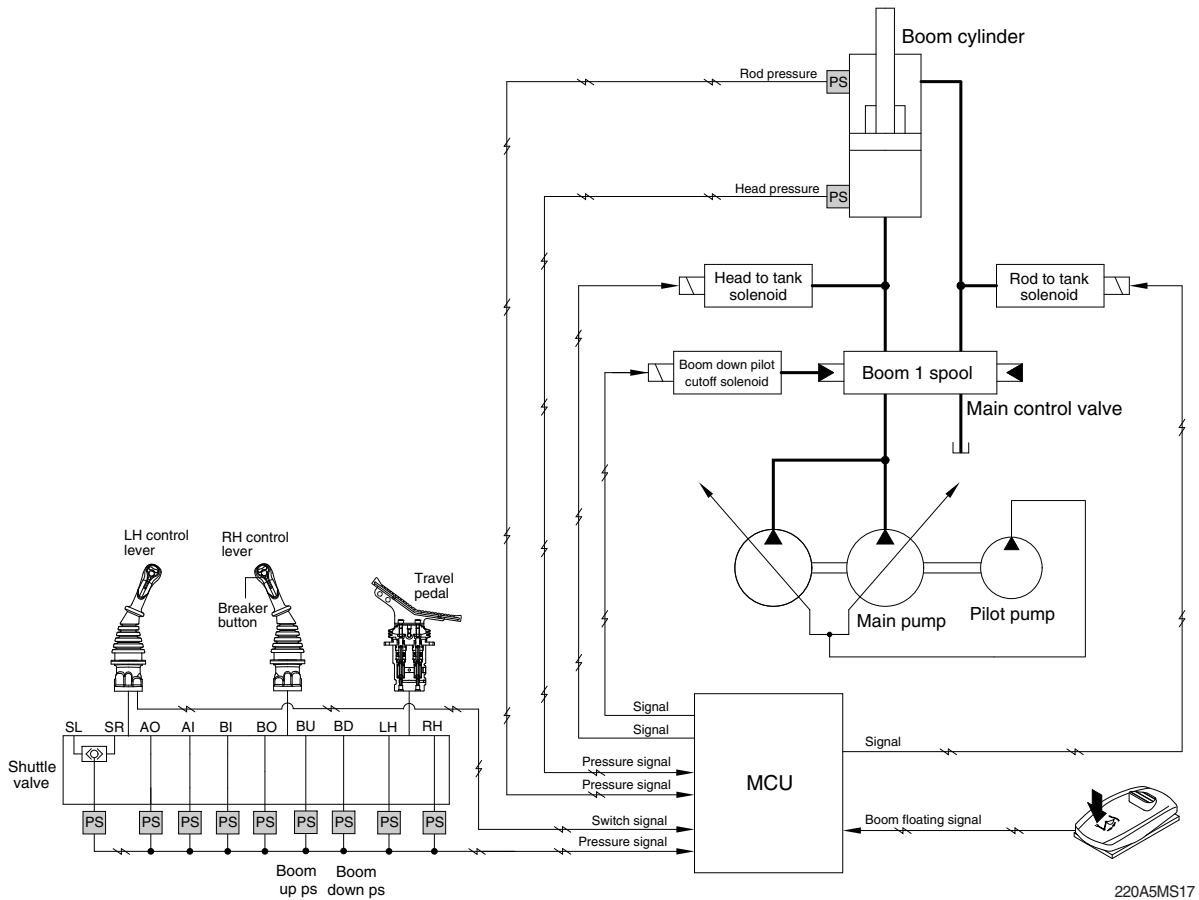 Boom cylinder
Rod pressure
PS
Head pressure
PS
Head to tank
solenoid
Rod to tank
solenoid
Boom down pilot
cutoff solenoid
Boom 1 spool
Main control valve
LH control
lever
RH control
lever
Breaker
button
Travel
pedal
Main pump
Pilot pump
SL
SR
AO
AI
BI
BO
BU
BD
LH
RH
Shuttle
valve
PS
PS
PS
PS
PS
PS
PS
PS
PS
Boom
up ps
Boom
down ps
Signal
Signal
Pressure signal
Pressure signal
Switch signal
Pressure signal
MCU
Signal
Boom floating signal
220A5MS17